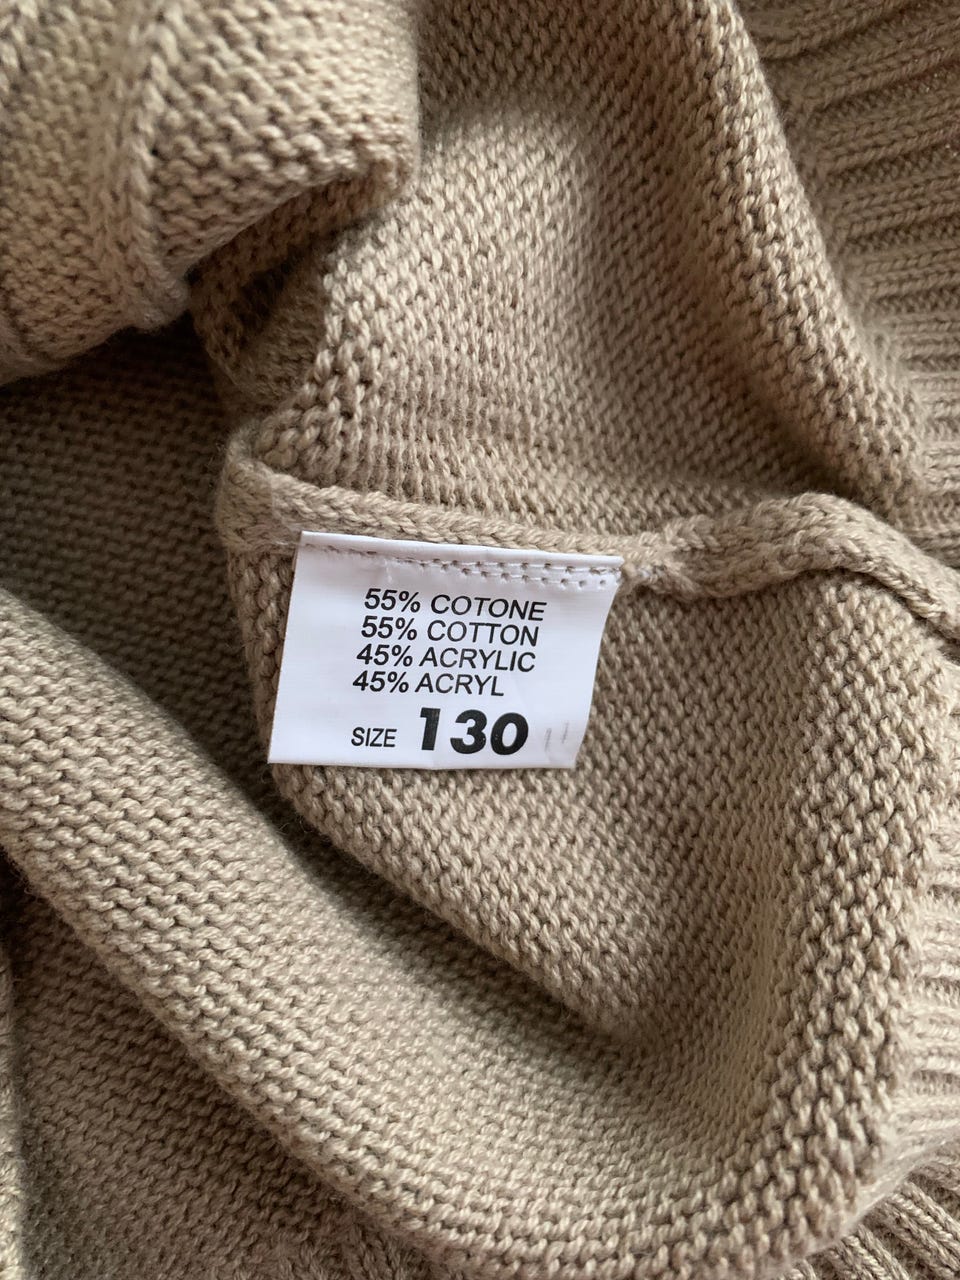 55% COTONE
55% COTTON
45% ACRYLIC
45% ACRYL
SIZE 130